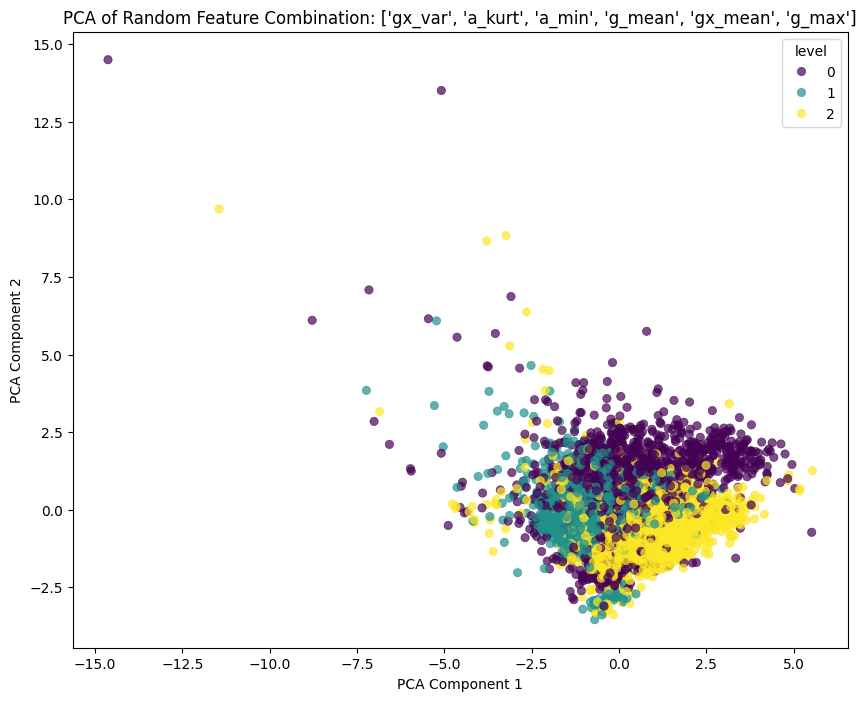 PCA of Random Feature Combination: ['gx_var', 'a_kurt', 'a_min', 'g_mean', 'gx_mean', 'g_max']
level
0
1
2
PCA Component 2
15.0
12.5
10.0
7.5
5.0
2.5
0.0
−2.5
−15.0 −12.5 −10.0 −7.5 −5.0 −2.5 0.0 2.5 5.0
PCA Component 1